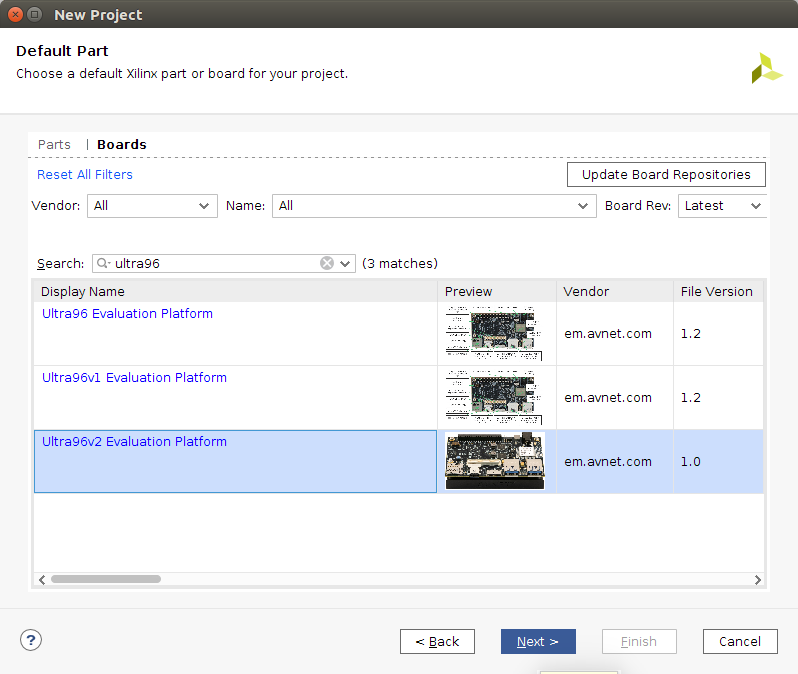 New Project
Default Part
Choose a default Xilinx part or board for your project.
Parts | Boards
Reset All Filters
Update Board Repositories
Vendor: All Name: All Board Rev: Latest
Search: ultra96 (3 matches)
Display Name Preview Vendor File Version
Ultra96 Evaluation Platform em.avnet.com 1.2
Ultra96v1 Evaluation Platform em.avnet.com 1.2
Ultra96v2 Evaluation Platform em.avnet.com 1.0
? < Back Next > Finish Cancel